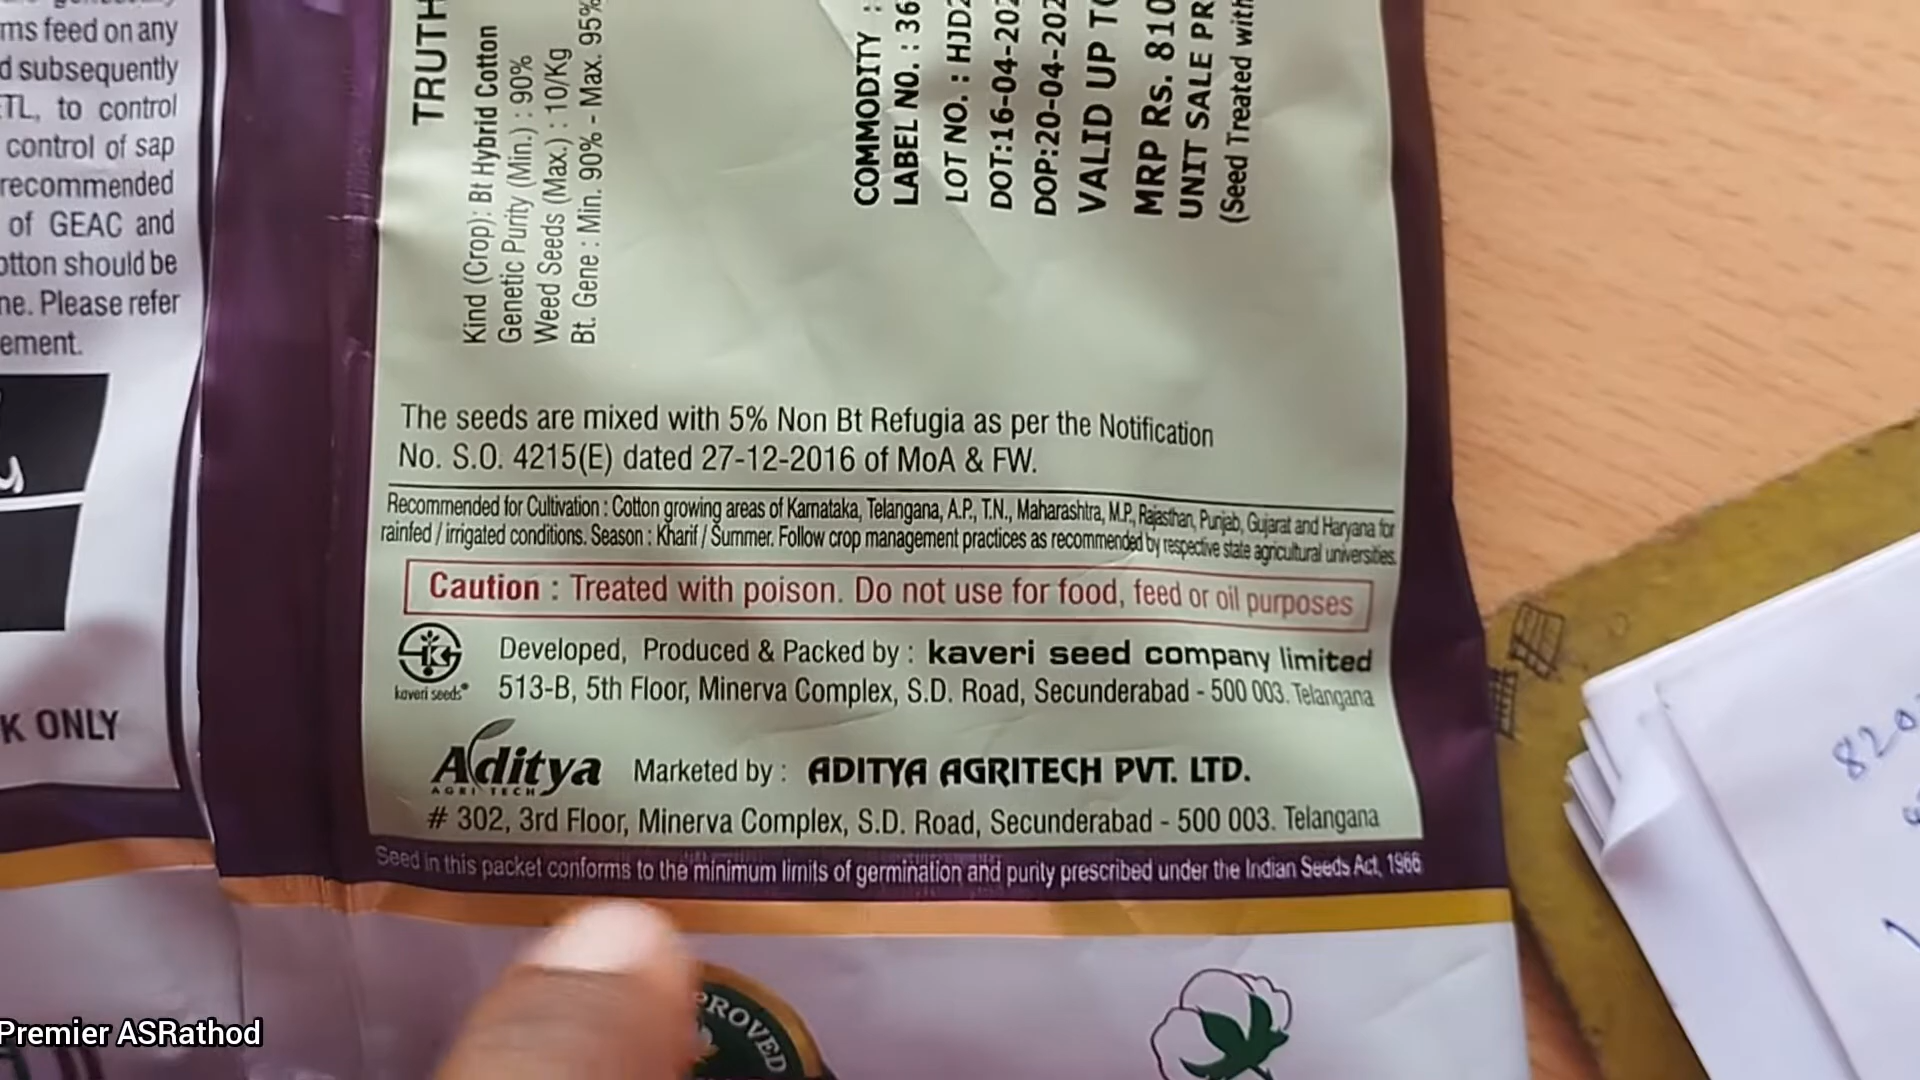 ms feed on any
d subsequently
ETL, to control
control of sap
recommended
of GEAC and
otton should be
ne. Please refer
ement.
K ONLY
TRUTH
Kind (Crop): Bt Hybrid Cotton
Genetic Purity (Min.) : 90%
Weed Seeds (Max.) : 10/Kg
Bt. Gene : Min. 90% - Max. 95%
COMMODITY :
LABEL NO. : 36
LOT NO. : HJD2
DOT:16-04-202
DOP:20-04-202
VALID UP TO
MRP Rs. 810
UNIT SALE PR
(Seed Treated with
The seeds are mixed with 5% Non Bt Refugia as per the Notification
No. S.O. 4215(E) dated 27-12-2016 of MoA & FW.
Recommended for Cultivation : Cotton growing areas of Karnataka, Telangana, A.P., T.N., Maharashtra, M.P., Rajasthan, Punjab, Gujarat and Haryana for
rainfed / irrigated conditions. Season : Kharif / Summer. Follow crop management practices as recommended by respective state agricultural universities.
Caution : Treated with poison. Do not use for food, feed or oil purposes
kaveri seeds®
Developed, Produced & Packed by : kaveri seed company limited
513-B, 5th Floor, Minerva Complex, S.D. Road, Secunderabad - 500 003. Telangana
Aditya
AGRI TECH
Marketed by : ADITYA AGRITECH PVT. LTD.
# 302, 3rd Floor, Minerva Complex, S.D. Road, Secunderabad - 500 003. Telangana
Seed in this packet conforms to the minimum limits of germination and purity prescribed under the Indian Seeds Act, 1966
PROVED
820
Premier ASRathod